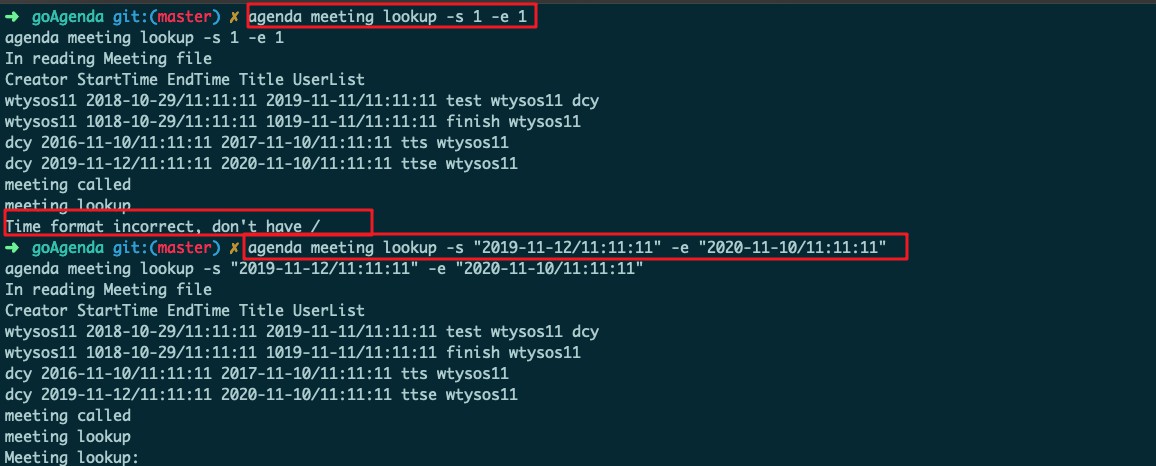 ➜ goAgenda git:(master) ✗ agenda meeting lookup -s 1 -e 1
agenda meeting lookup -s 1 -e 1
In reading Meeting file
Creator StartTime EndTime Title UserList
wtysos11 2018-10-29/11:11:11 2019-11-11/11:11:11 test wtysos11 dcy
wtysos11 1018-10-29/11:11:11 1019-11-11/11:11:11 finish wtysos11
dcy 2016-11-10/11:11:11 2017-11-10/11:11:11 tts wtysos11
dcy 2019-11-12/11:11:11 2020-11-10/11:11:11 ttse wtysos11
meeting called
meeting lookup
Time format incorrect, don't have /
➜ goAgenda git:(master) ✗ agenda meeting lookup -s "2019-11-12/11:11:11" -e "2020-11-10/11:11:11"
agenda meeting lookup -s "2019-11-12/11:11:11" -e "2020-11-10/11:11:11"
In reading Meeting file
Creator StartTime EndTime Title UserList
wtysos11 2018-10-29/11:11:11 2019-11-11/11:11:11 test wtysos11 dcy
wtysos11 1018-10-29/11:11:11 1019-11-11/11:11:11 finish wtysos11
dcy 2016-11-10/11:11:11 2017-11-10/11:11:11 tts wtysos11
dcy 2019-11-12/11:11:11 2020-11-10/11:11:11 ttse wtysos11
meeting called
meeting lookup
Meeting lookup: